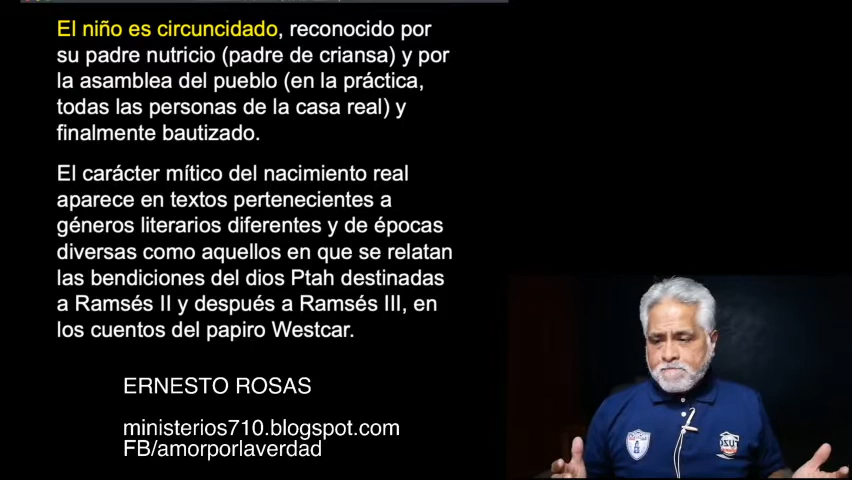 El niño es circuncidado, reconocido por
su padre nutricio (padre de criansa) y por
la asamblea del pueblo (en la práctica,
todas las personas de la casa real) y
finalmente bautizado.
El carácter mítico del nacimiento real
aparece en textos pertenecientes a
géneros literarios diferentes y de épocas
diversas como aquellos en que se relatan
las bendiciones del dios Ptah destinadas
a Ramsés II y después a Ramsés III, en
los cuentos del papiro Westcar.
ERNESTO ROSAS
ministerios710.blogspot.com
FB/amorporlaverdad